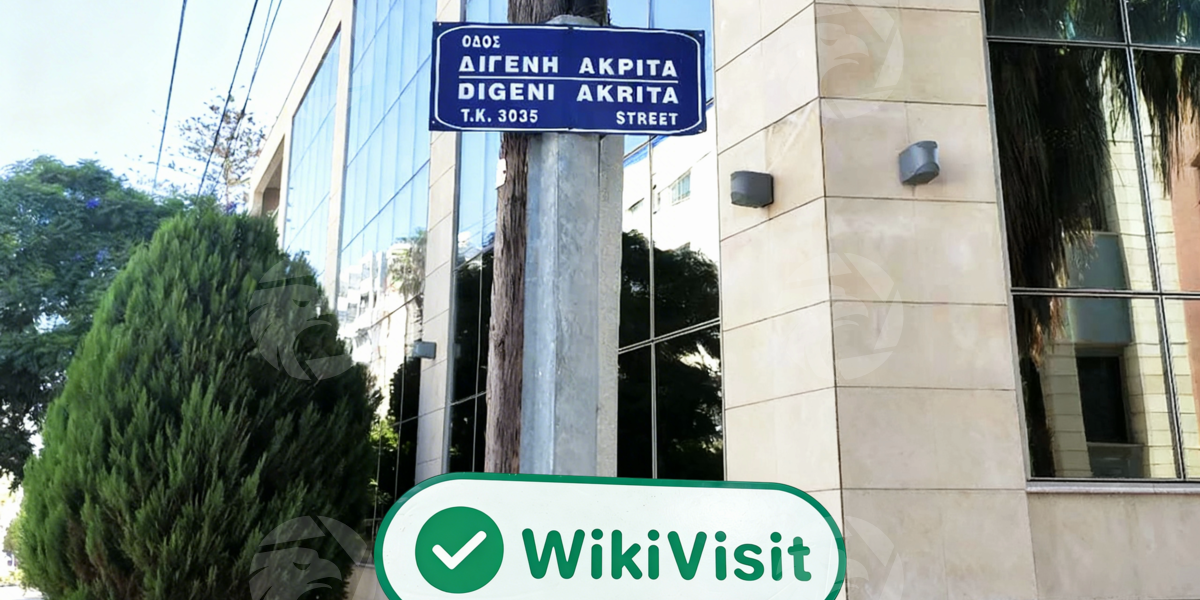 ΟΔΟΣ
ΔΙΓΕΝΗ ΑΚΡΙΤΑ
DIGENI AKRITA
T.K. 3035 STREET
WikiVisit